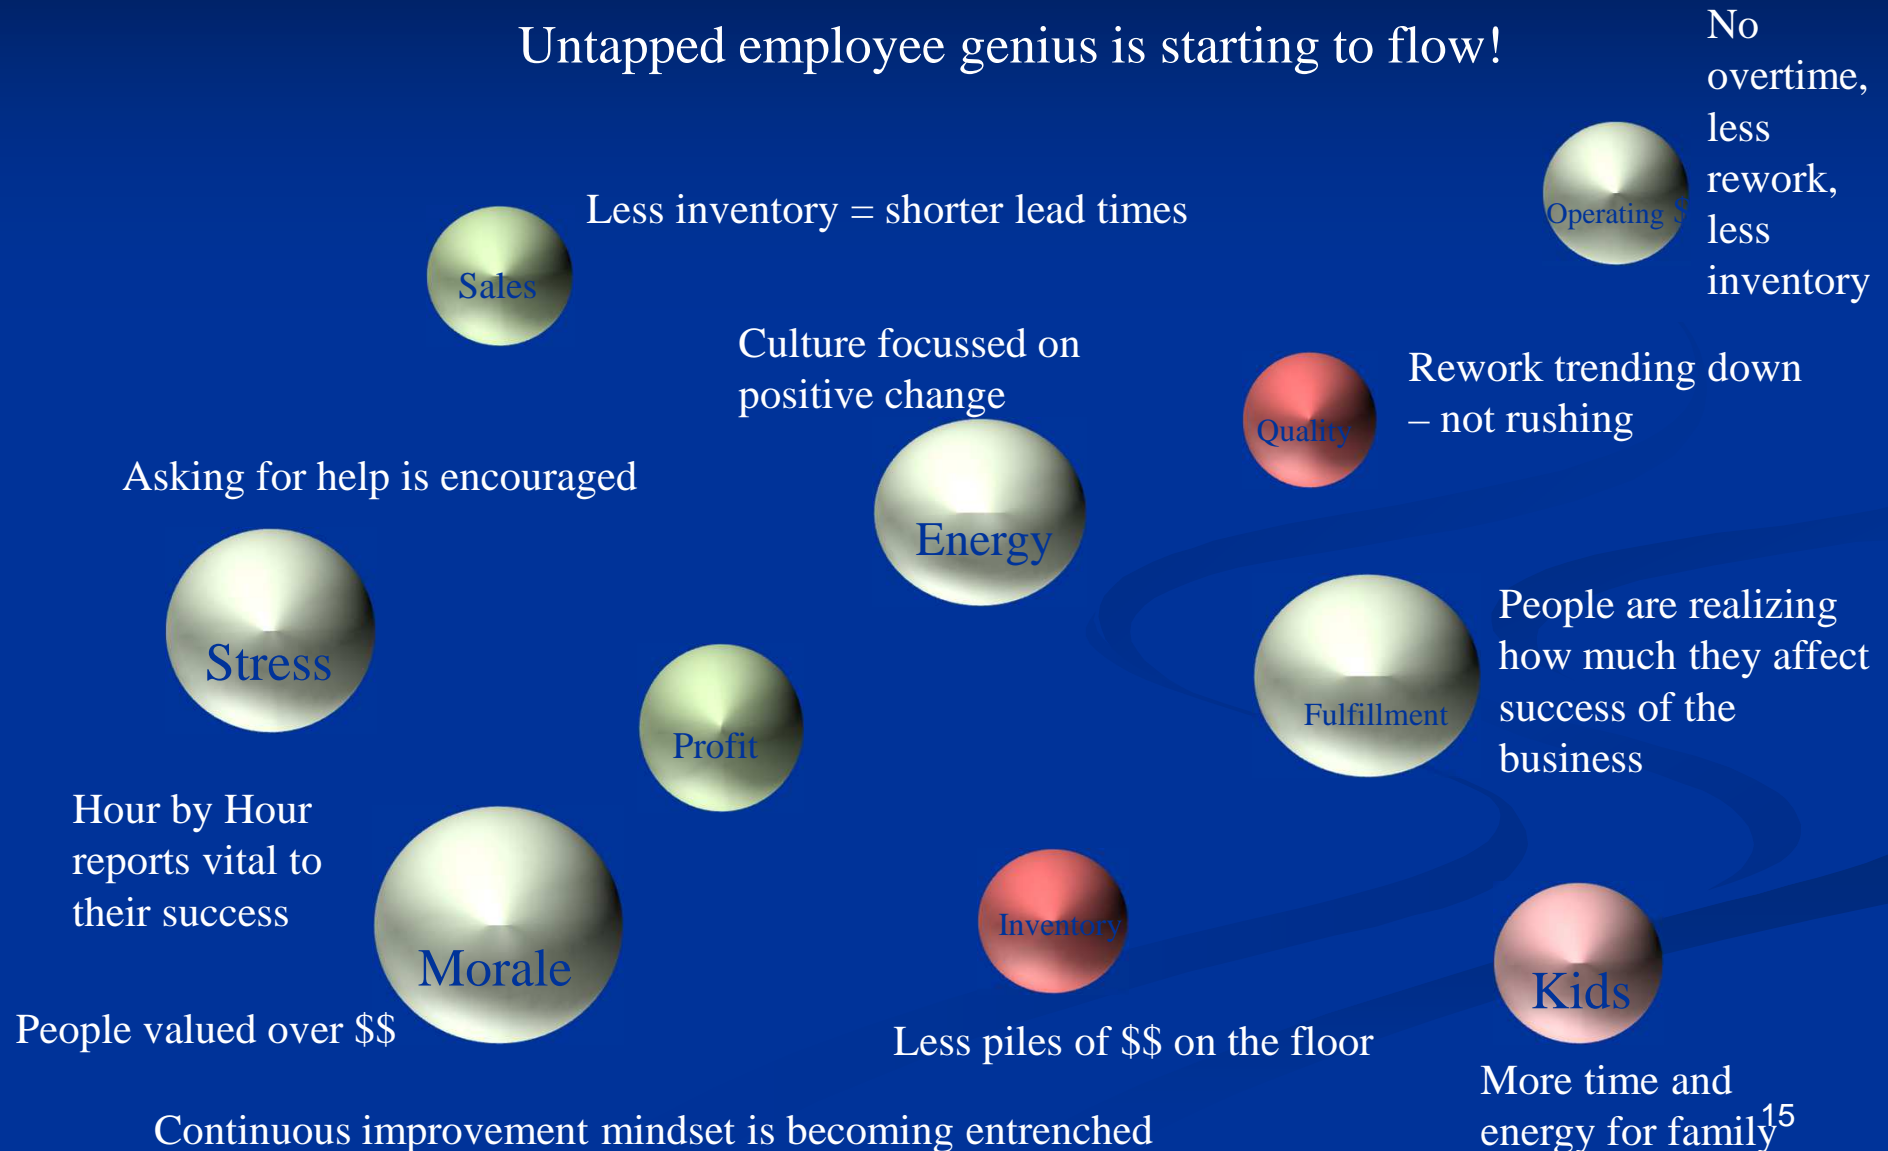 Untapped employee genius is starting to flow!
No
overtime,
less
rework,
less
inventory
Operating $
Less inventory = shorter lead times
Sales
Culture focussed on
positive change
Rework trending down
– not rushing
Quality
Asking for help is encouraged
Energy
Stress
People are realizing
how much they affect
success of the
business
Fulfillment
Profit
Hour by Hour
reports vital to
their success
Morale
Inventory
Kids
People valued over $$
Less piles of $$ on the floor
More time and
energy for family
Continuous improvement mindset is becoming entrenched
15